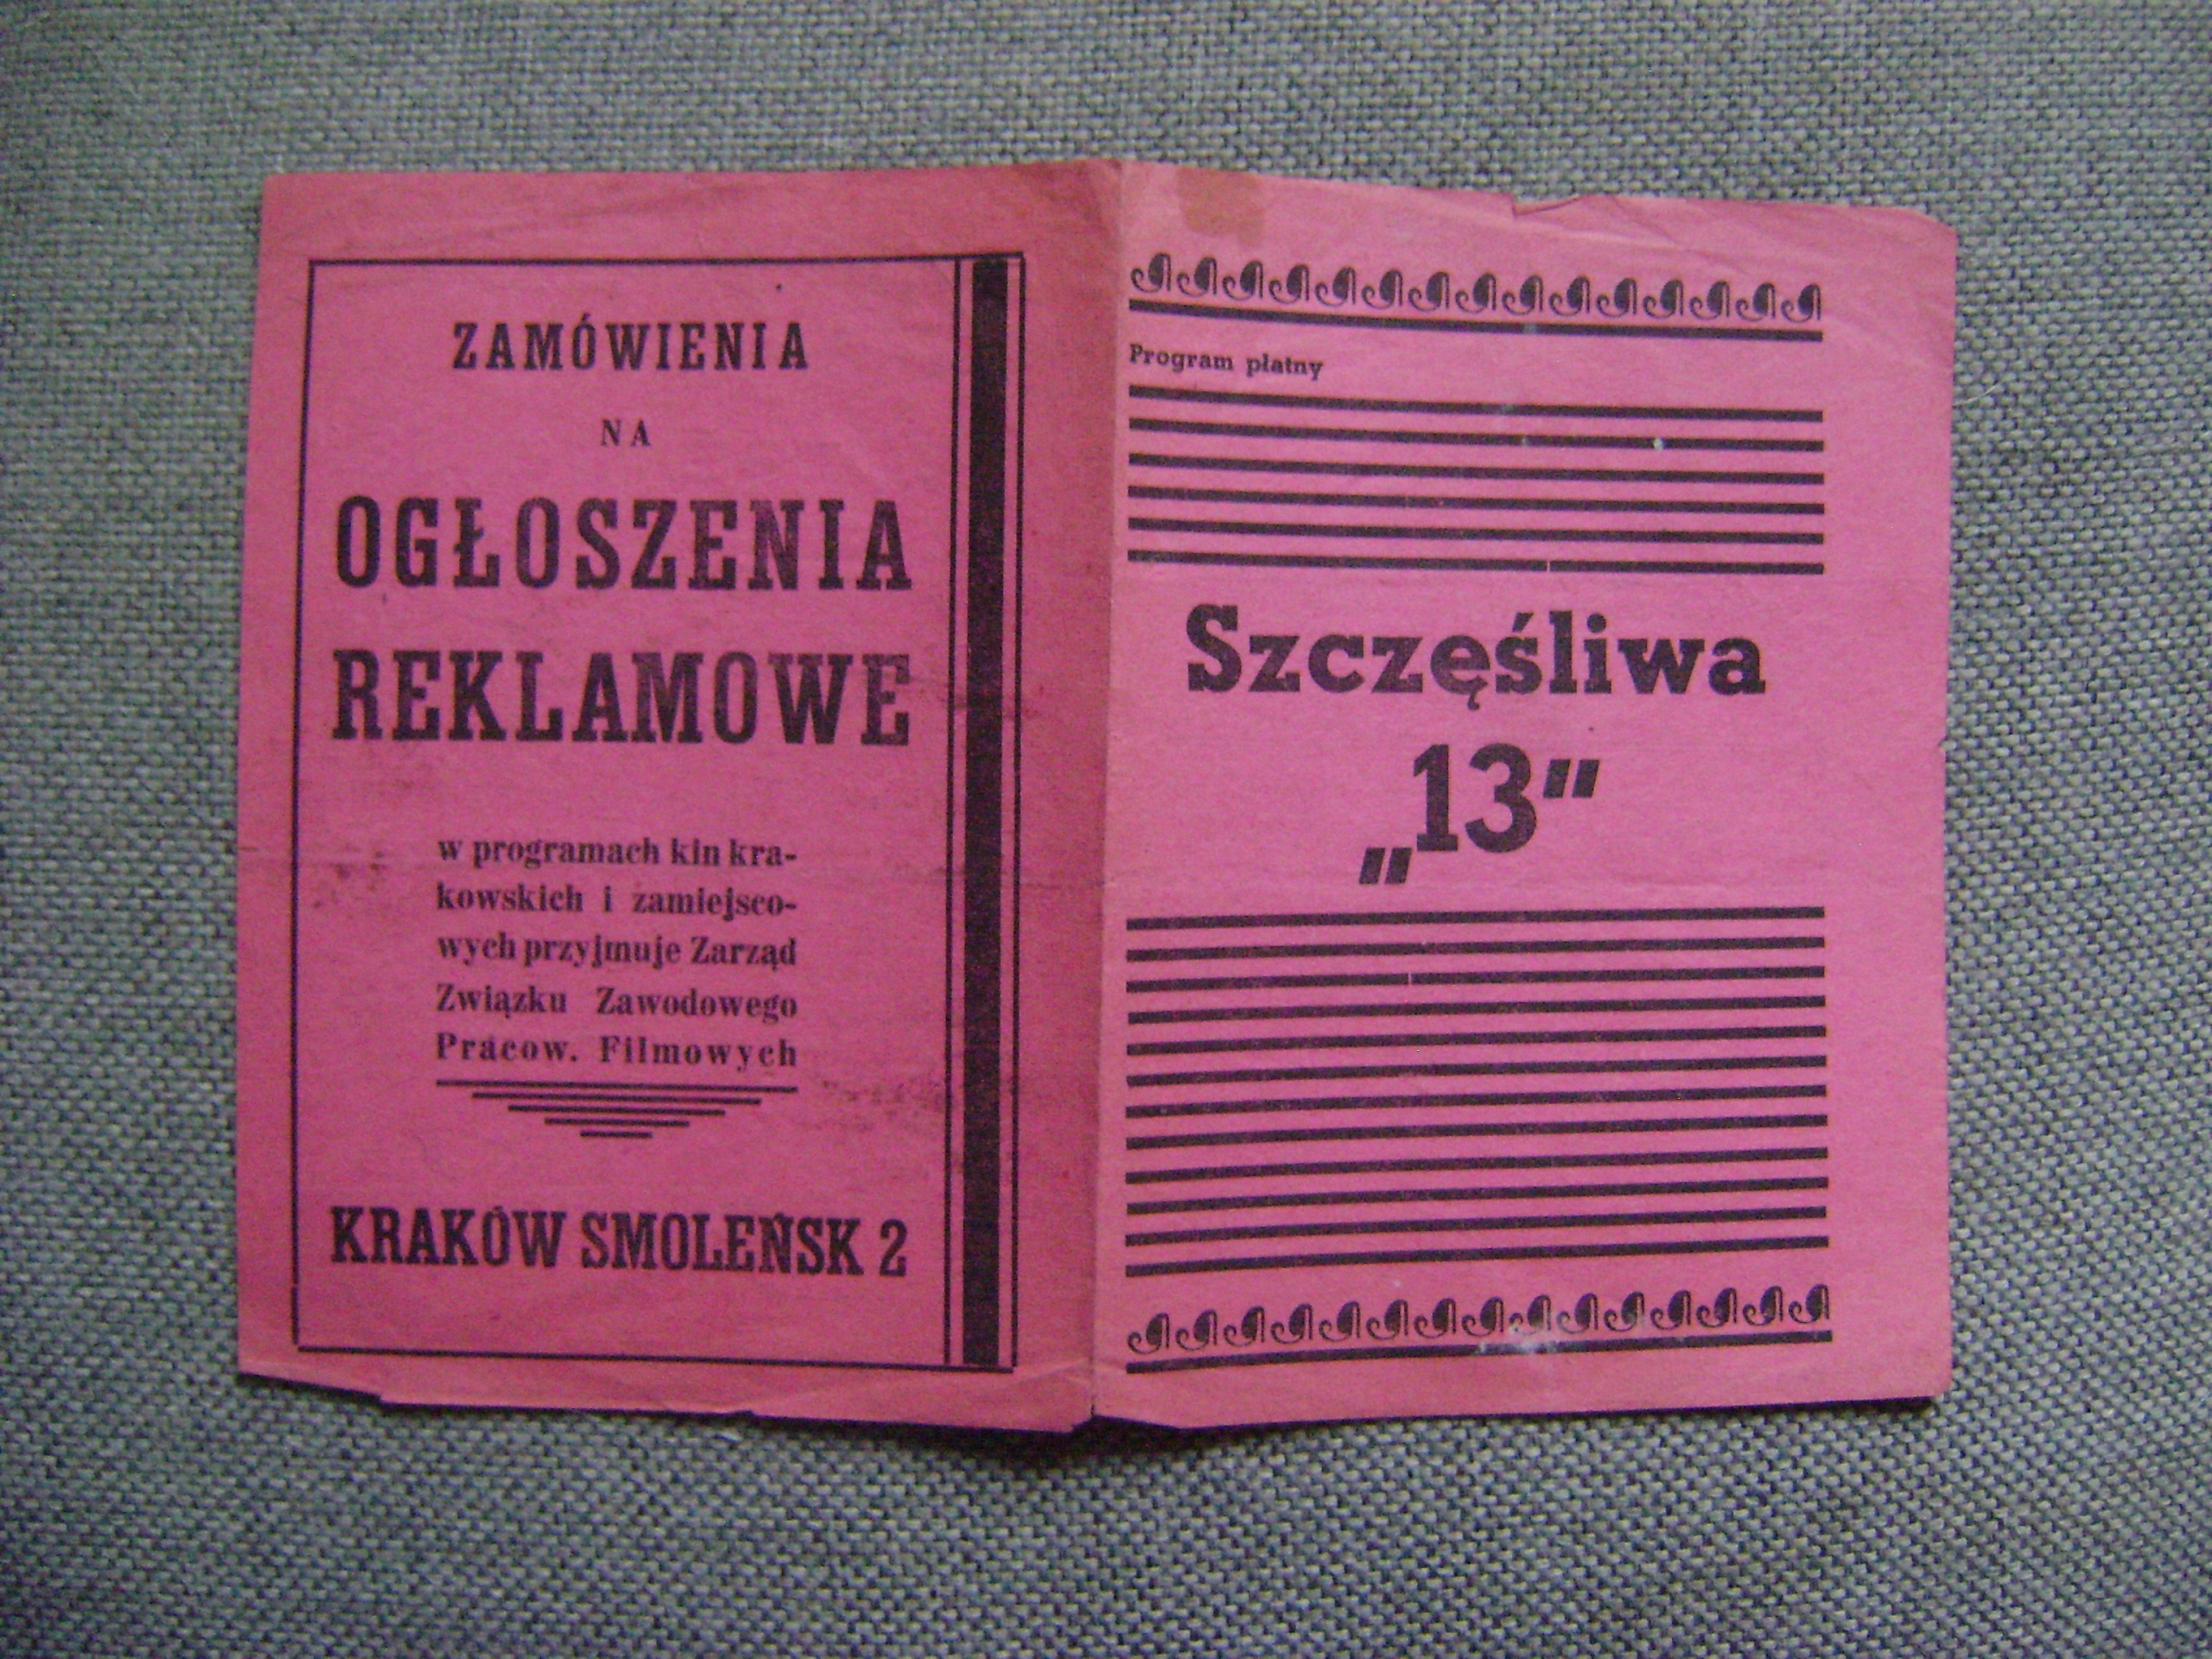 ZAMÓWIENIA
NA
OGŁOSZENIA
REKLAMOWE
w programach kin kra-
kowskich i zamiejsco-
wych przyjmuje Zarząd
Związku Zawodowego
Pracow. Filmowych
KRAKÓW SMOLEŃSK 2
Program płatny
Szczęśliwa
„13"